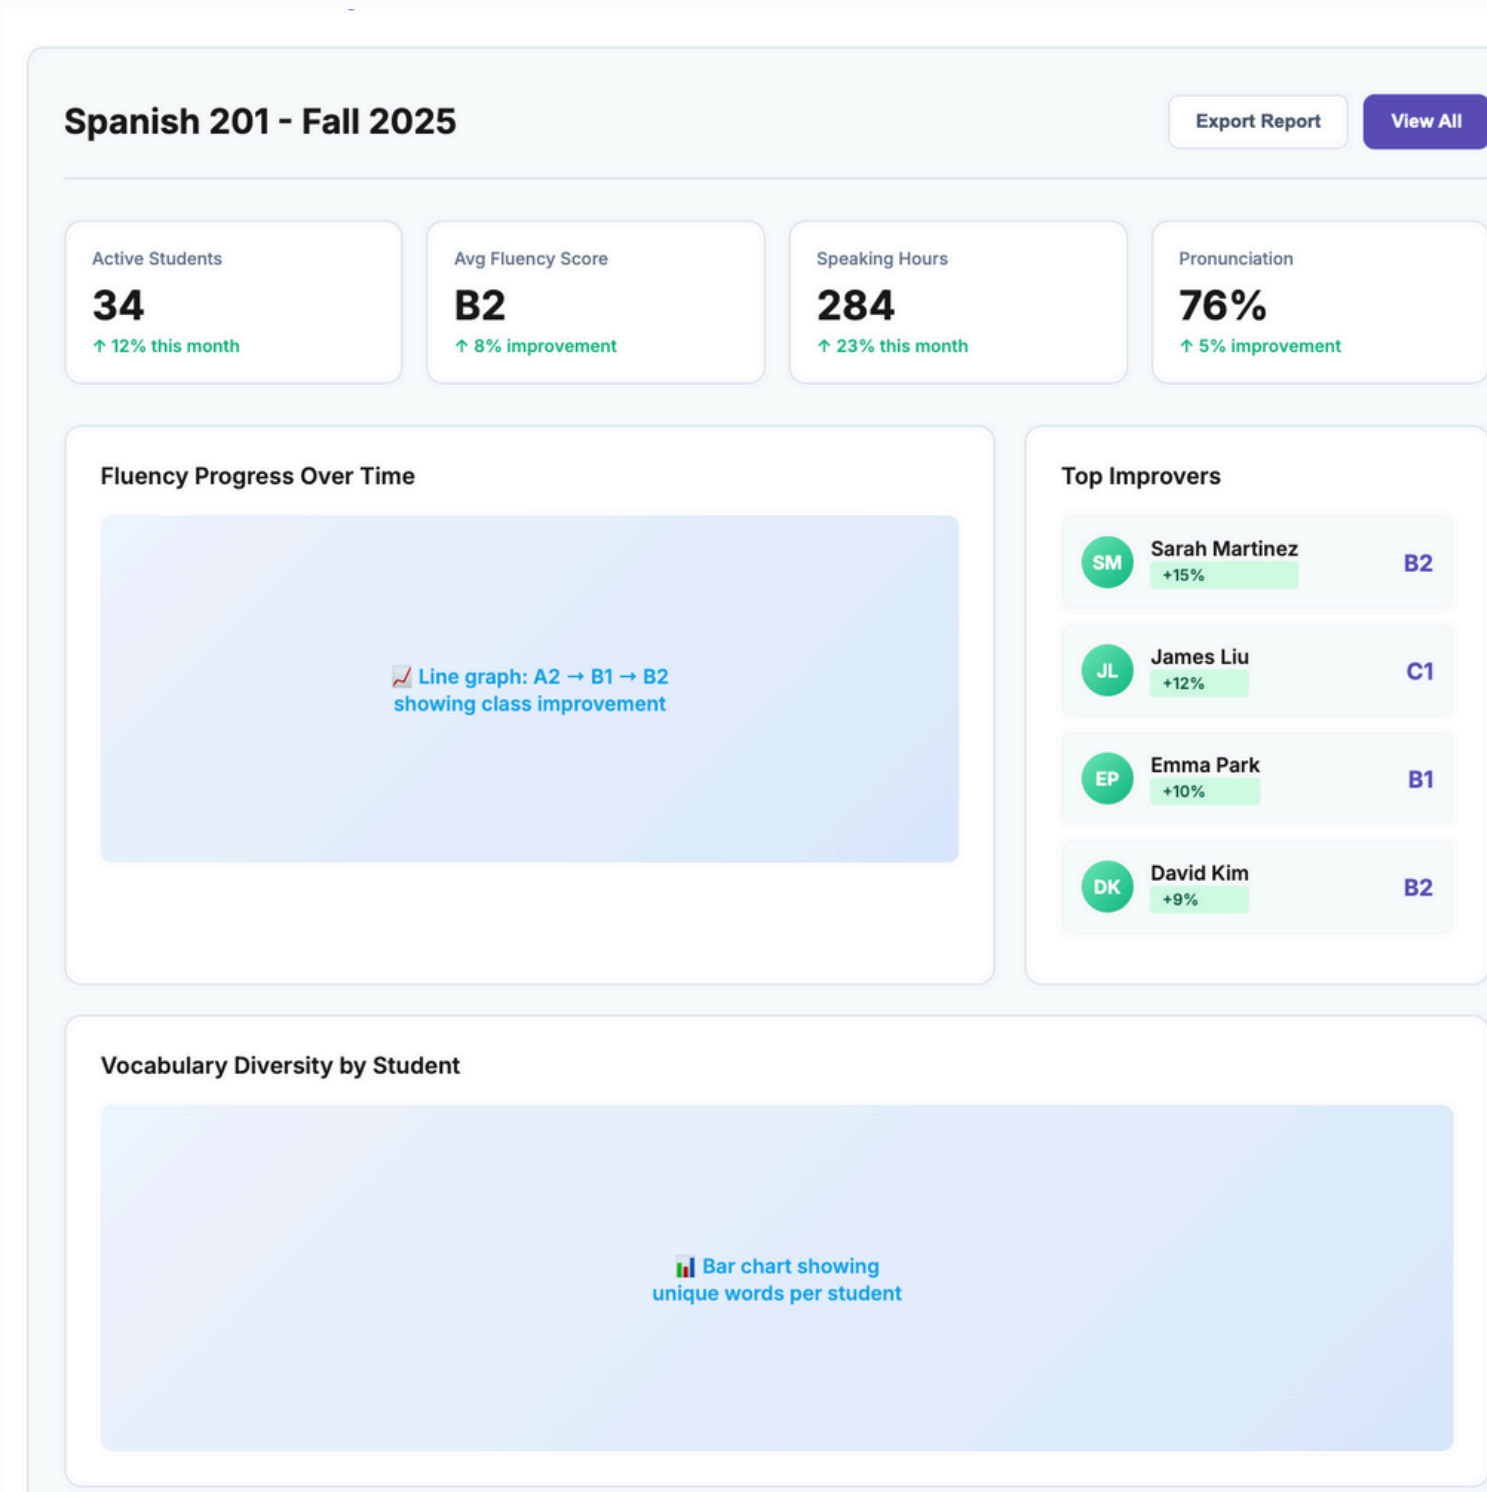 Spanish 201 - Fall 2025
Export Report
View All
Active Students
34
↑ 12% this month
Avg Fluency Score
B2
↑ 8% improvement
Speaking Hours
284
↑ 23% this month
Pronunciation
76%
↑ 5% improvement
Fluency Progress Over Time
📈 Line graph: A2 → B1 → B2
showing class improvement
Top Improvers
SM
Sarah Martinez
+15%
B2
JL
James Liu
+12%
C1
EP
Emma Park
+10%
B1
DK
David Kim
+9%
B2
Vocabulary Diversity by Student
📊 Bar chart showing
unique words per student